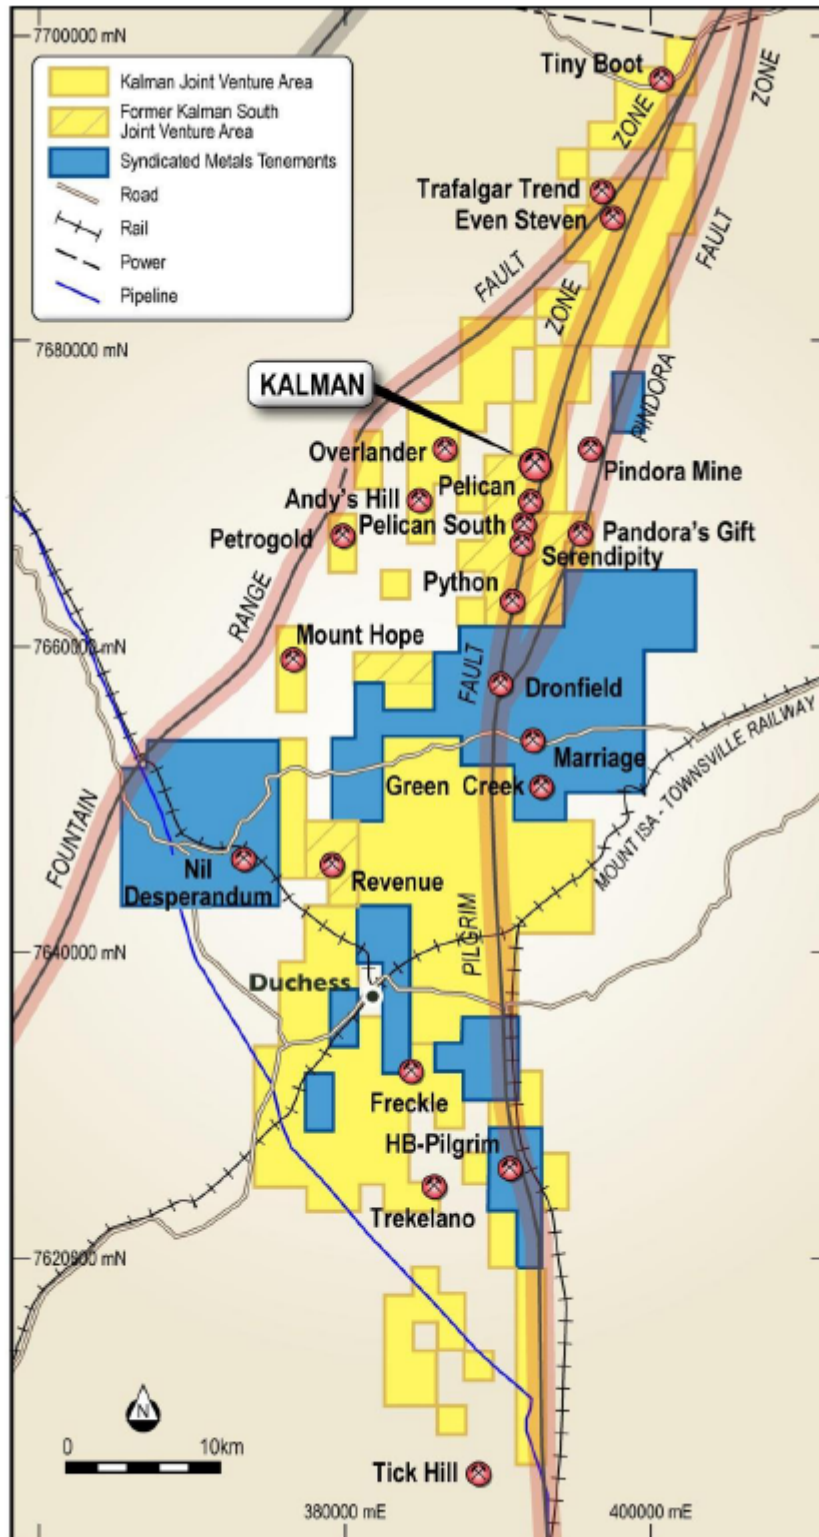 7700000 mN
Kalman Joint Venture Area
Former Kalman South
Joint Venture Area
Syndicated Metals Tenements
Road
Rail
Power
Pipeline
Tiny Boot
ZONE
ZONE
Trafalgar Trend
Even Steven
FAULT
FAULT
ZONE
7680000 mN
KALMAN
PINDORA
Overlander
Pindora Mine
Andy's Hill
Pelican
Petrogold
Pelican South
Pandora's Gift
Serendipity
Python
RANGE
7660000 mN
Mount Hope
FAULT
Dronfield
Marriage
Green Creek
MOUNT ISA - TOWNSVILLE RAILWAY
FOUNTAIN
Nil
Desperandum
Revenue
PILGRIM
7640000 mN
Duchess
Freckle
HB-Pilgrim
Trekelano
7620900 mN
N
0 10km
Tick Hill
380000 mE
400000 mE